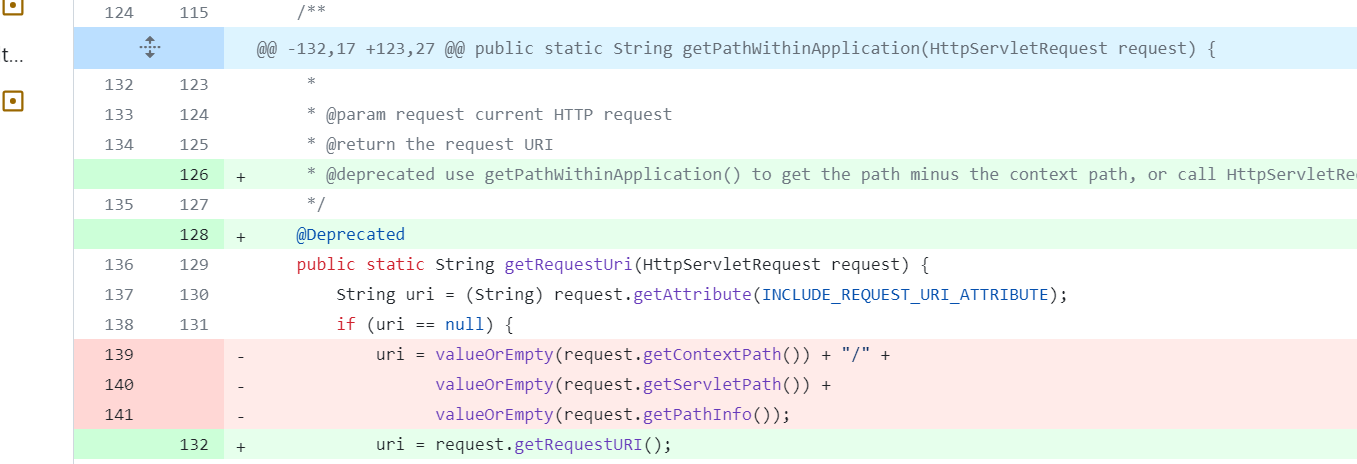 t...
124 115 /**
@@ -132,17 +123,27 @@ public static String getPathWithinApplication(HttpServletRequest request) {
132 123 *
133 124 * @param request current HTTP request
134 125 * @return the request URI
126 + * @deprecated use getPathWithinApplication() to get the path minus the context path, or call HttpServletRe
135 127 */
128 + @Deprecated
136 129 public static String getRequestUri(HttpServletRequest request) {
137 130 String uri = (String) request.getAttribute(INCLUDE_REQUEST_URI_ATTRIBUTE);
138 131 if (uri == null) {
139 - uri = valueOrEmpty(request.getContextPath()) + "/" +
140 - valueOrEmpty(request.getServletPath()) +
141 - valueOrEmpty(request.getPathInfo());
132 + uri = request.getRequestURI();